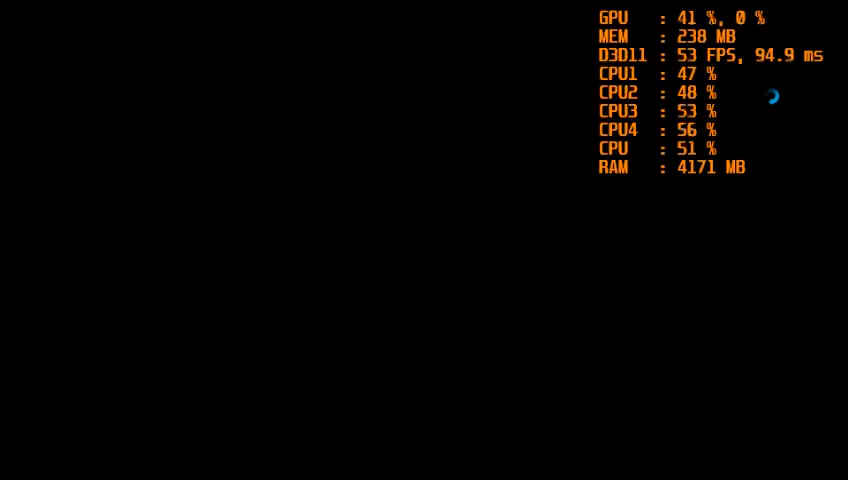 GPU : 41 %, 0 %
MEM : 238 MB
D3D11 : 53 FPS, 94.9 ms
CPU1 : 47 %
CPU2 : 48 %
CPU3 : 53 %
CPU4 : 56 %
CPU : 51 %
RAM : 4171 MB